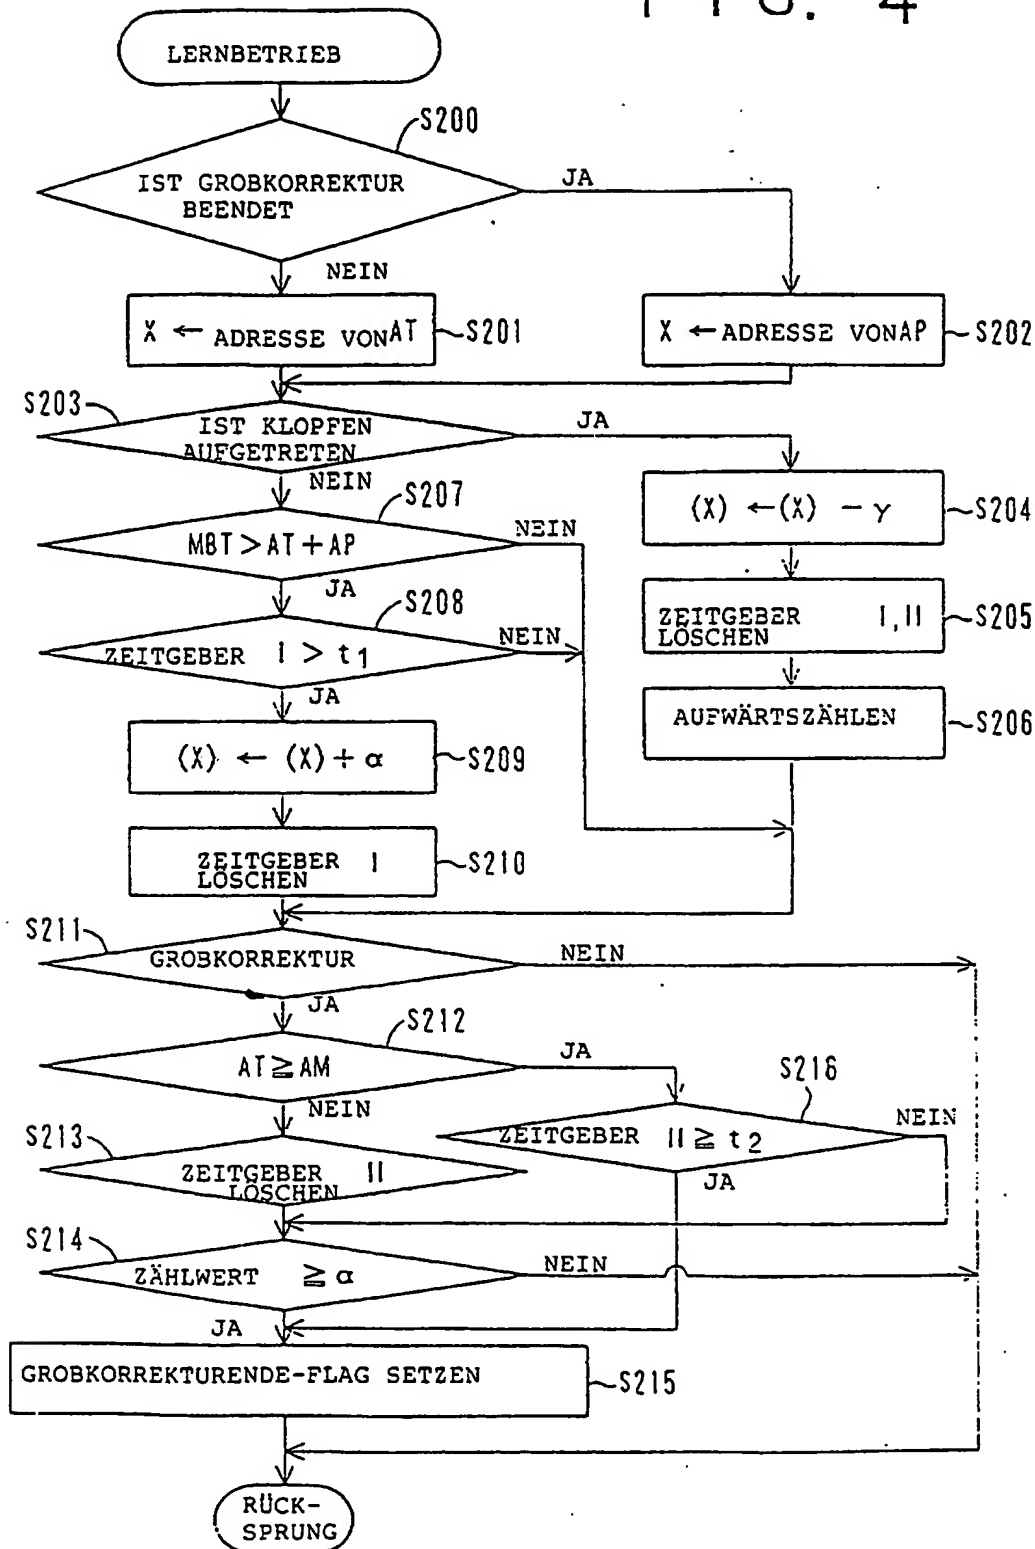 FIG. 4
LERNBETRIEB
S200
IST GROBKORREKTUR
BEENDET
JA
NEIN
X ← ADRESSE VON AT
S201
X ← ADRESSE VON AP
S202
S203
IST KLOPFEN
AUFGETRETEN
JA
NEIN
(X) ← (X) - γ
S204
S207
MBT > AT + AP
NEIN
JA
ZEITGEBER I, II
LÖSCHEN
S205
S208
ZEITGEBER I > t1
NEIN
JA
AUFWÄRTSZÄHLEN
S206
(X) ← (X) + α
S209
ZEITGEBER I
LÖSCHEN
S210
S211
GROBKORREKTUR
NEIN
JA
S212
AT ≧ AM
JA
NEIN
S216
ZEITGEBER II ≧ t2
NEIN
JA
S213
ZEITGEBER II
LÖSCHEN
S214
ZÄHLWERT ≧ α
NEIN
JA
GROBKORREKTURENDE-FLAG SETZEN
S215
RÜCK-
SPRUNG